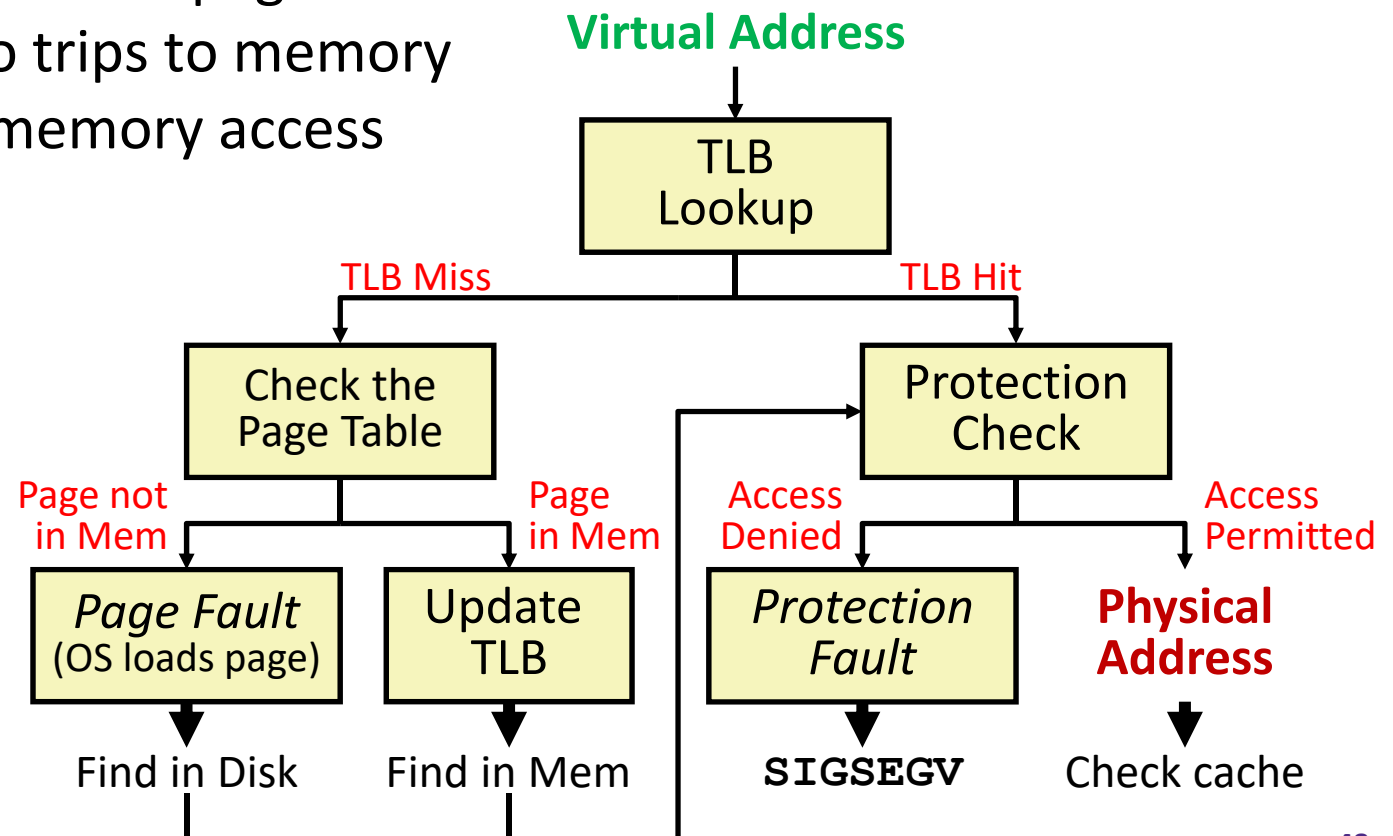 trips to memory
memory access
Virtual Address
TLB
Lookup
TLB Miss
TLB Hit
Check the
Page Table
Protection
Check
Page not
in Mem
Page
in Mem
Access
Denied
Access
Permitted
Page Fault
(OS loads page)
Update
TLB
Protection
Fault
Physical
Address
Find in Disk
Find in Mem
SIGSEGV
Check cache